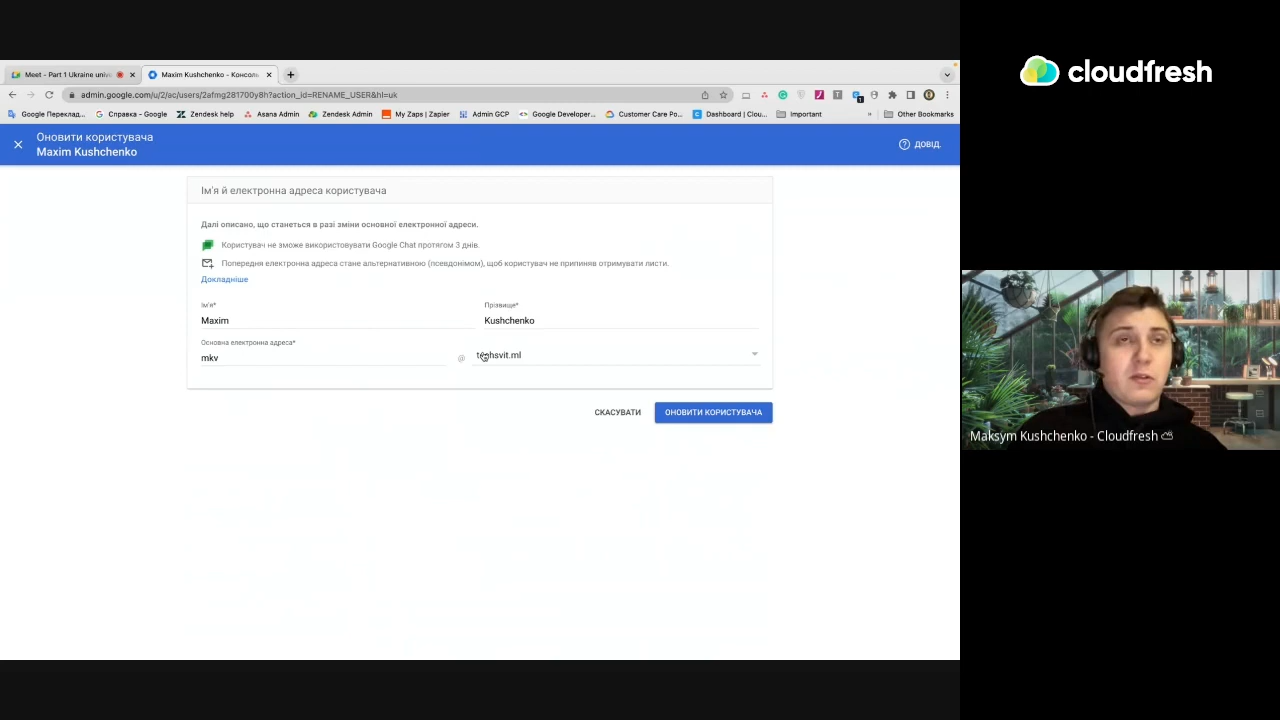 cloudfresh
Meet - Part 1 Ukraine unive
Maxim Kushchenko - Консоль
admin.google.com/u/2/ac/users/2afmg281700y8h?action_id=RENAME_USER&hl=uk
Google Переклад...
Справка – Google
Zendesk help
Asana Admin
Zendesk Admin
My Zaps | Zapier
Admin GCP
Google Developer...
Customer Care Po...
Dashboard | Clou...
Important
»
Other Bookmarks
Оновити користувача
Maxim Kushchenko
ДОВІД.
Ім'я й електронна адреса користувача
Далі описано, що станеться в разі зміни основної електронної адреси.
Користувач не зможе використовувати Google Chat протягом 3 днів.
Попередня електронна адреса стане альтернативною (псевдонімом), щоб користувач не припиняв отримувати листи.
Докладніше
Ім'я*
Прізвище*
Maxim
Kushchenko
Основна електронна адреса*
mkv
@
techsvit.ml
СКАСУВАТИ
ОНОВИТИ КОРИСТУВАЧА
Maksym Kushchenko - Cloudfresh